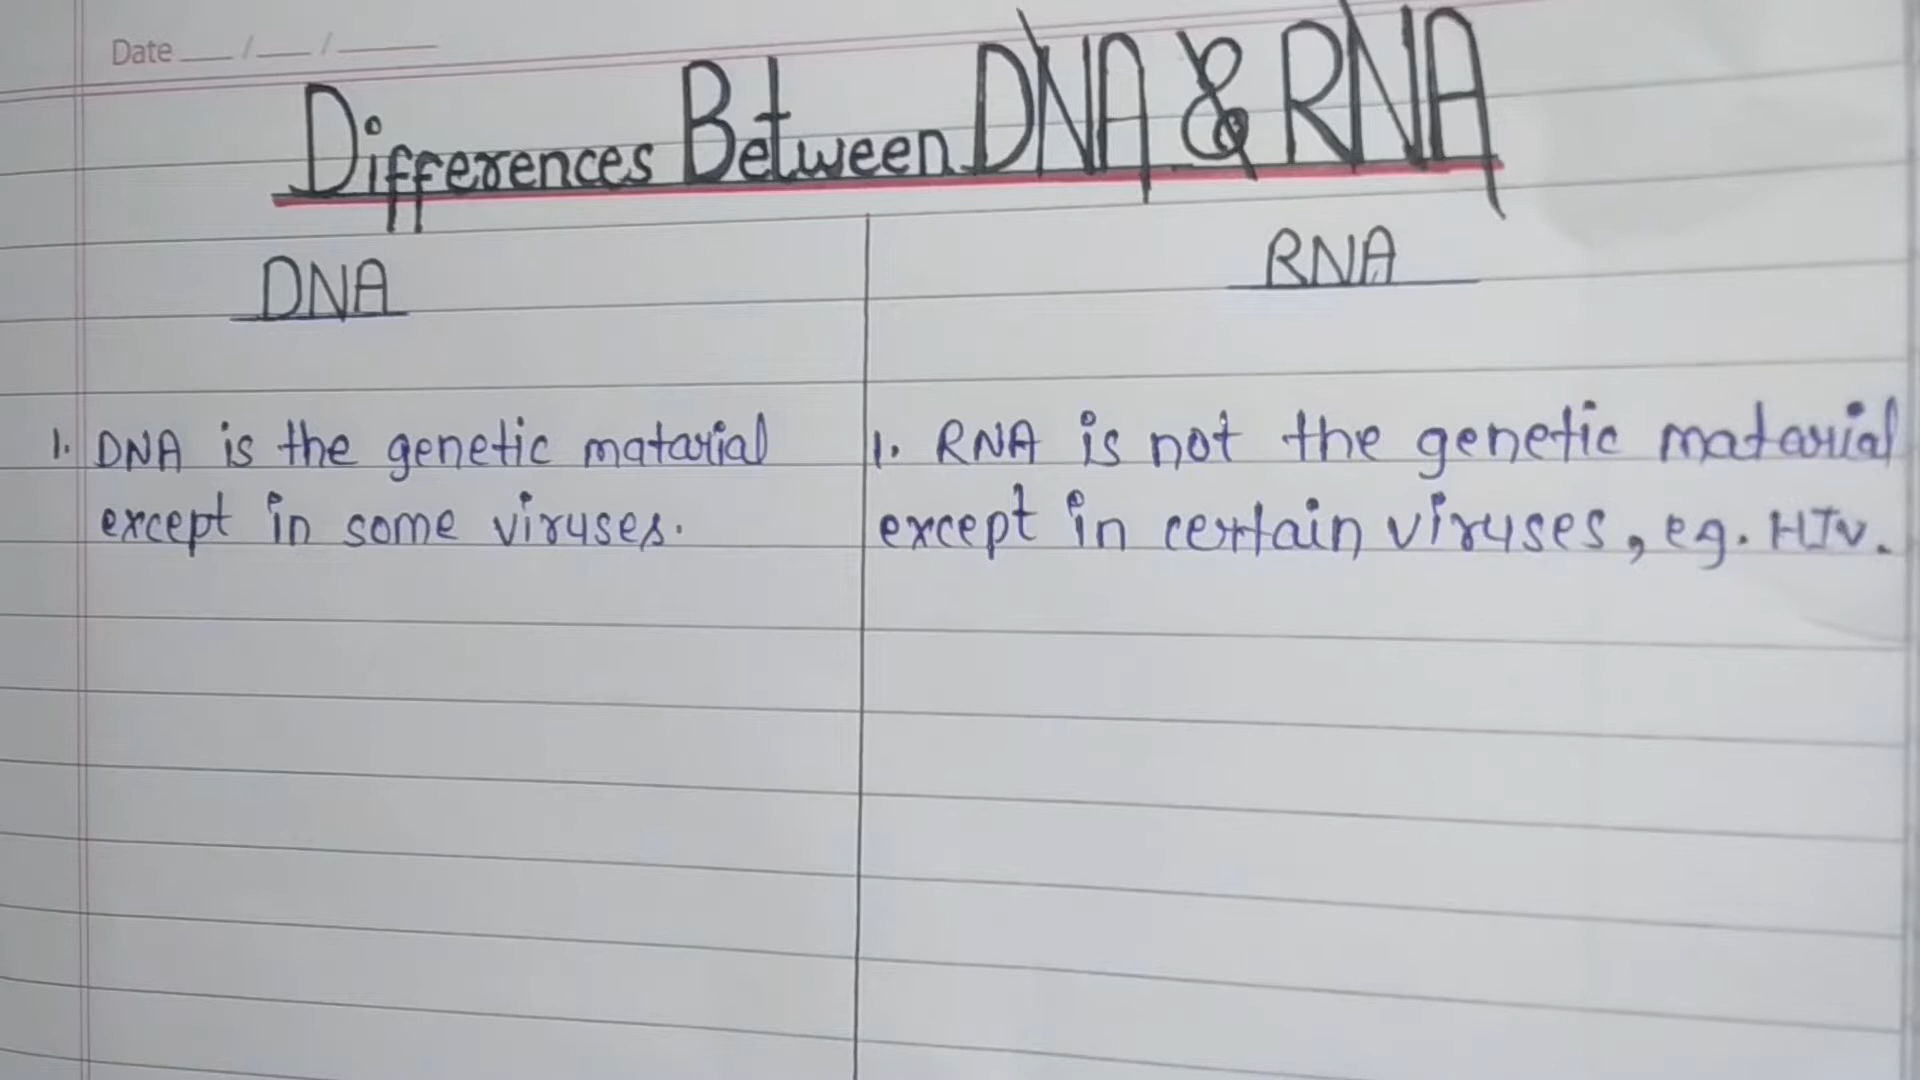 Date __/__/____
Differences Between DNA & RNA
DNA
RNA
1. DNA is the genetic matarial
except in some viruses.
1. RNA is not the genetic matarial
except in certain viruses, eg. HIV.